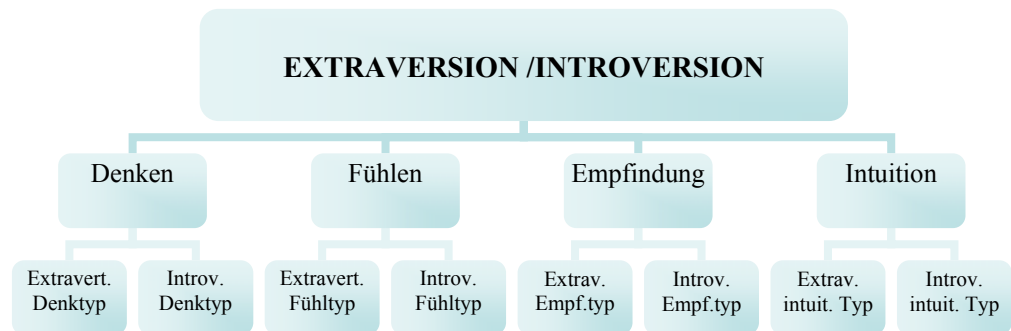 EXTRAVERSION /INTROVERSION
Denken
Fühlen
Empfindung
Intuition
Extravert.
Denktyp
Introv.
Denktyp
Extravert.
Fühltyp
Introv.
Fühltyp
Extrav.
Empf.typ
Introv.
Empf.typ
Extrav.
intuit. Typ
Introv.
intuit. Typ